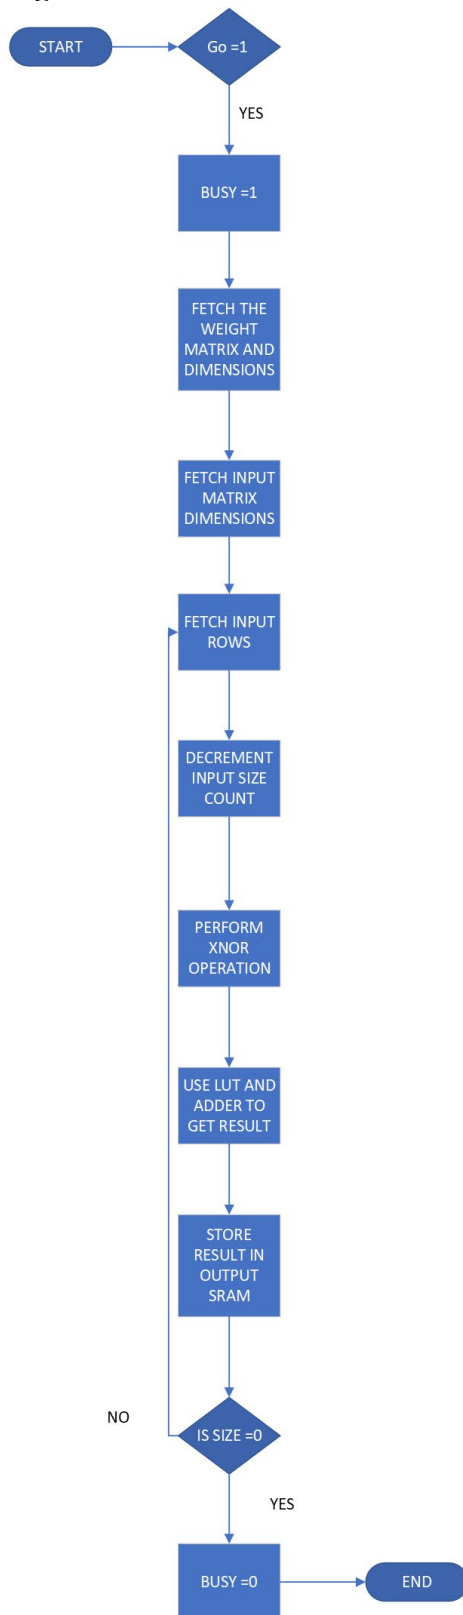 START
Go =1
YES
BUSY =1
FETCH THE
WEIGHT
MATRIX AND
DIMENSIONS
FETCH INPUT
MATRIX
DIMENSIONS
FETCH INPUT
ROWS
DECREMENT
INPUT SIZE
COUNT
PERFORM
XNOR
OPERATION
USE LUT AND
ADDER TO
GET RESULT
STORE
RESULT IN
OUTPUT
SRAM
NO
IS SIZE =0
YES
BUSY =0
END